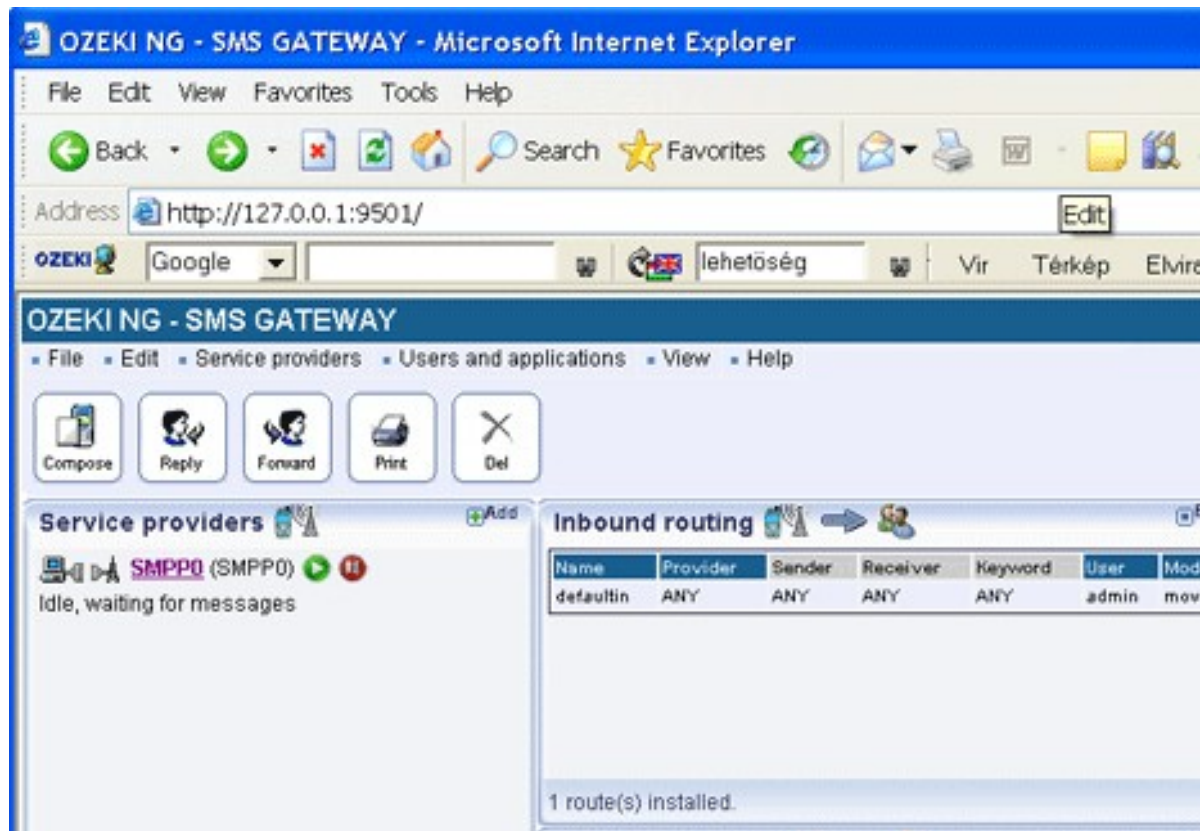 OZEKI NG - SMS GATEWAY - Microsoft Internet Explorer
File Edit View Favorites Tools Help
Back Search Favorites
Address http://127.0.0.1:9501/ Edit
OZEKI Google lehetöség Vir Térkép Elvira
OZEKI NG - SMS GATEWAY
File Edit Service providers Users and applications View Help
Compose Reply Forward Print Del
Service providers Add Inbound routing
SMPP0 (SMPP0)
Idle, waiting for messages
Name Provider Sender Receiver Keyword User Mod
defaultin ANY ANY ANY ANY admin mov
1 route(s) installed.